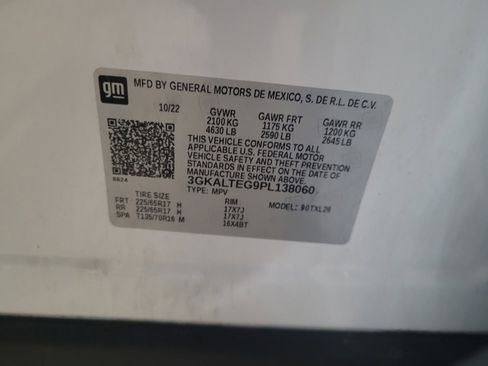 gm
MFD BY GENERAL MOTORS DE MEXICO, S. DE R.L. DE C.V.
10/22 GVWR GAWR FRT GAWR RR
2100 KG 1175 KG 1200 KG
4630 LB 2590 LB 2645 LB
THIS VEHICLE CONFORMS TO ALL
APPLICABLE U.S. FEDERAL MOTOR
VEHICLE SAFETY STANDARDS IN
EFFECT ON THE DATE OF
MANUFACTURE SHOWN ABOVE.
3GKALTEG9PL138060
TYPE: MPV
TIRE SIZE RIM MODEL:
FRT 225/65R17 H 17X7J
RR 225/65R17 H 17X7J
SPA T135/70R16 M 16X4BT